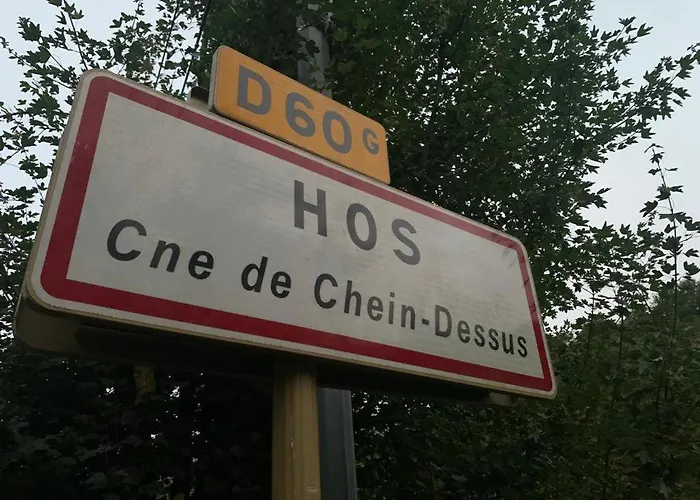 D60G
HOS
Cne de Chein-Dessus